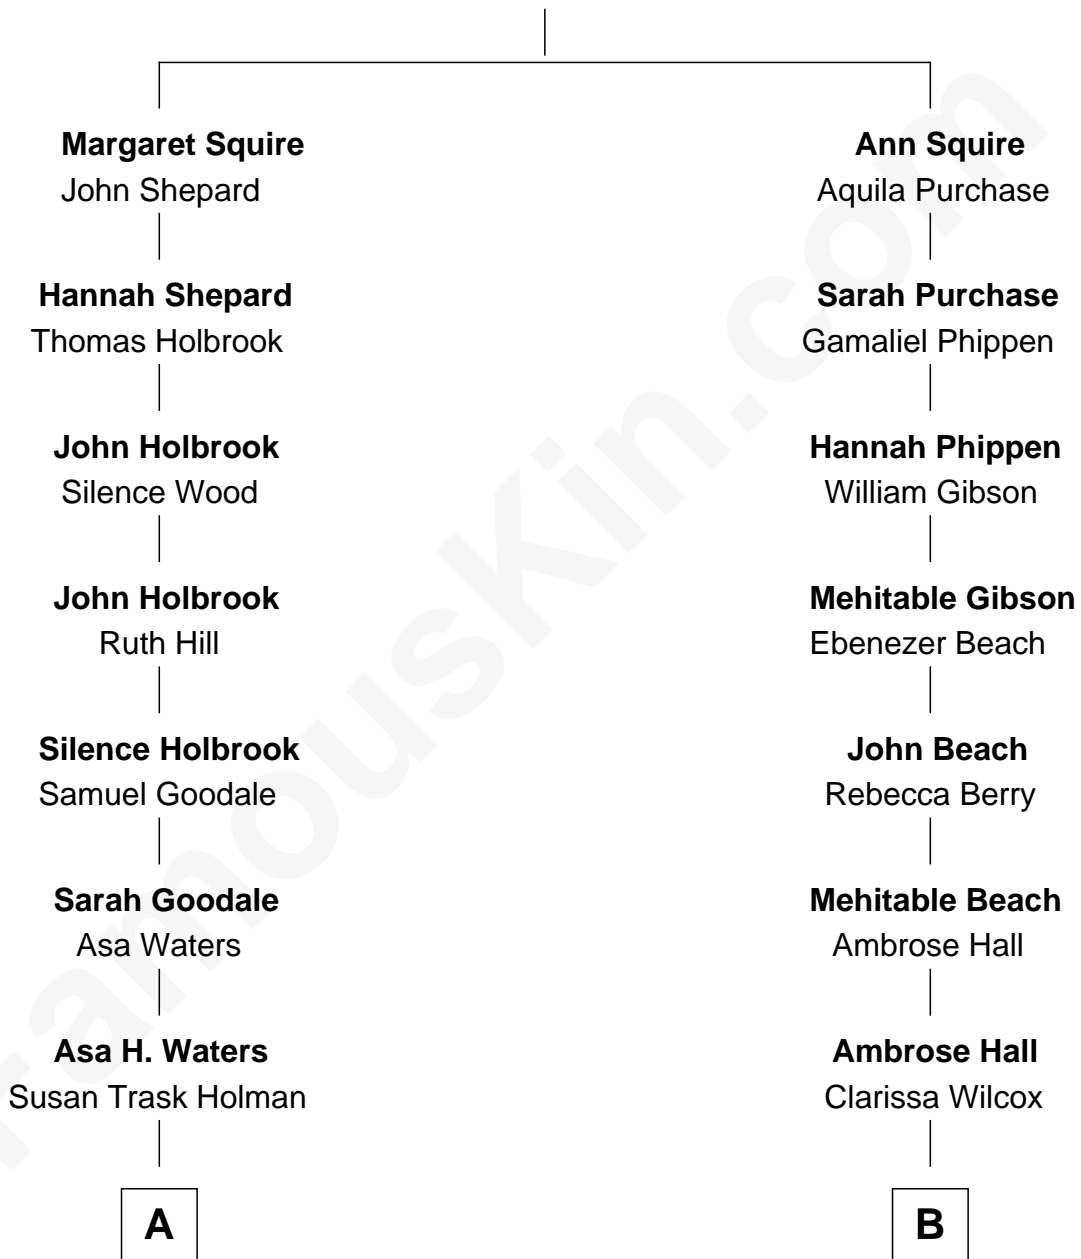 Margaret Squire
John Shepard
Ann Squire
Aquila Purchase
Hannah Shepard
Thomas Holbrook
Sarah Purchase
Gamaliel Phippen
John Holbrook
Silence Wood
Hannah Phippen
William Gibson
John Holbrook
Ruth Hill
Mehitable Gibson
Ebenezer Beach
Silence Holbrook
Samuel Goodale
John Beach
Rebecca Berry
Sarah Goodale
Asa Waters
Mehitable Beach
Ambrose Hall
Asa H. Waters
Susan Trask Holman
Ambrose Hall
Clarissa Wilcox
A
B
FamousKin.com